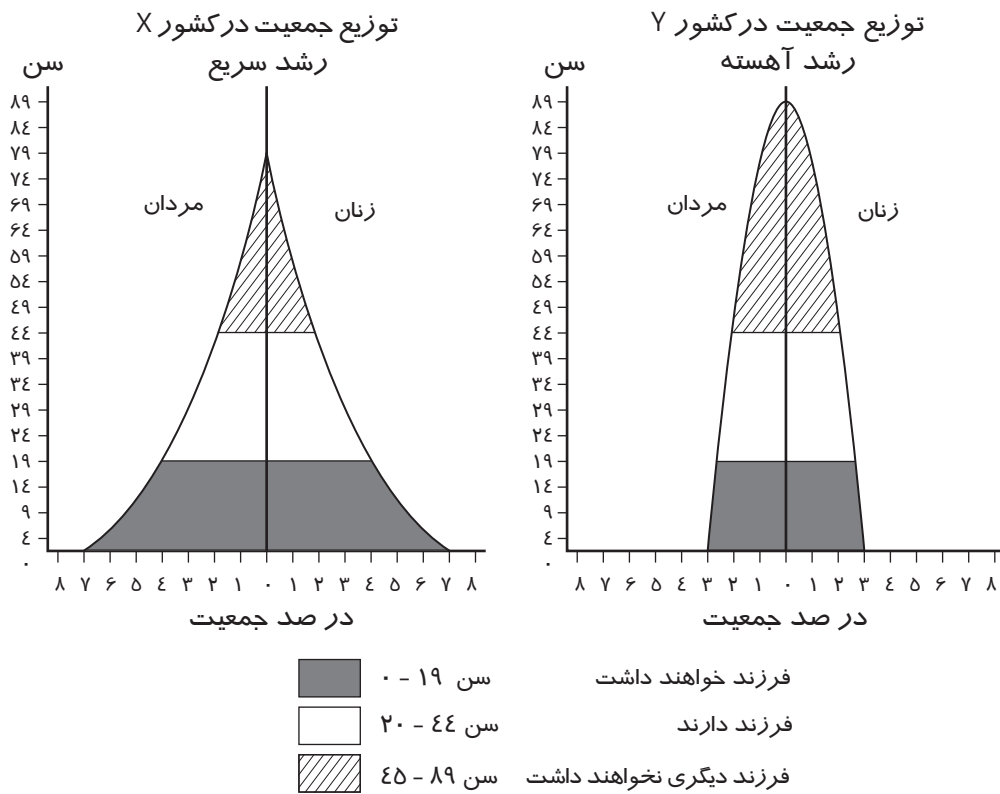 توزیع جمعیت در کشور X
رشد سریع
سن
۸۹
۸٤
۷۹
۷٤
۶۹
۶٤
۵۹
۵٤
٤۹
٤٤
۳۹
۳٤
۲۹
۲٤
۱۹
۱٤
۹
٤
۰
مردان
زنان
۸ ۷ ۶ ۵ ٤ ۳ ۲ ۱ ۰ ۱ ۲ ۳ ٤ ۵ ۶ ۷ ۸
در صد جمعیت
توزیع جمعیت در کشور Y
رشد آهسته
سن
۸۹
۸٤
۷۹
۷٤
۶۹
۶٤
۵۹
۵٤
٤۹
٤٤
۳۹
۳٤
۲۹
۲٤
۱۹
۱٤
۹
٤
۰
مردان
زنان
۸ ۷ ۶ ۵ ٤ ۳ ۲ ۱ ۰ ۱ ۲ ۳ ٤ ۵ ۶ ۷ ۸
در صد جمعیت
فرزند خواهند داشت سن ۱۹ - ۰
فرزند دارند سن ٤٤ - ۲۰
فرزند دیگری نخواهند داشت سن ۸۹ - ٤۵